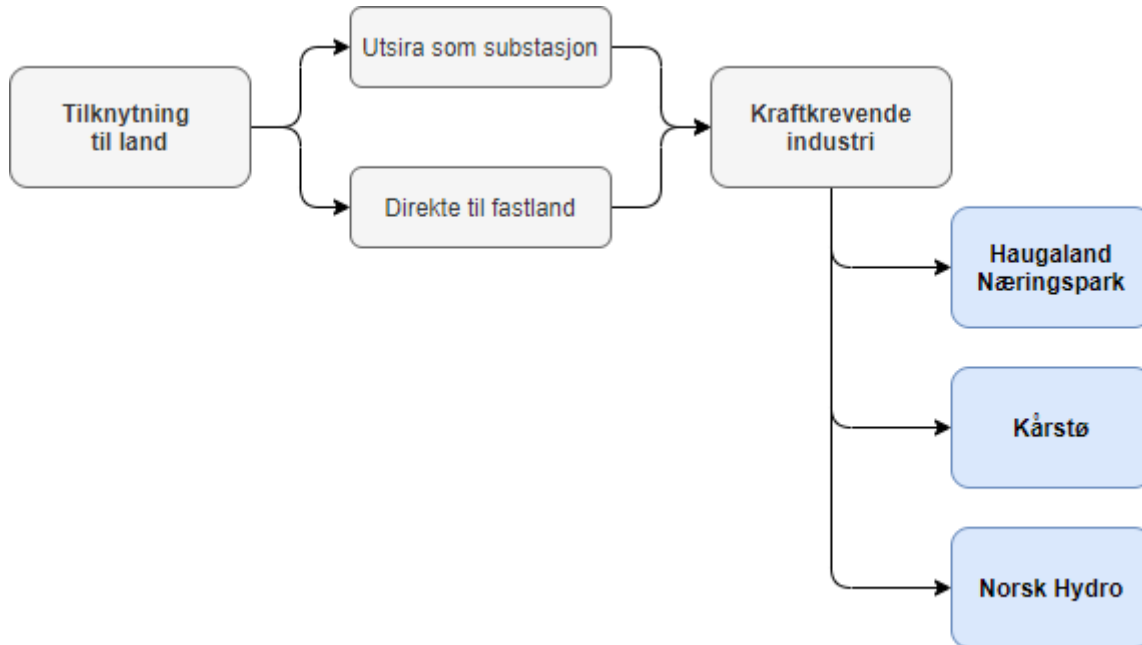 Tilknytning
til land
Utsira som substasjon
Direkte til fastland
Kraftkrevende
industri
Haugaland
Næringspark
Kårstø
Norsk Hydro